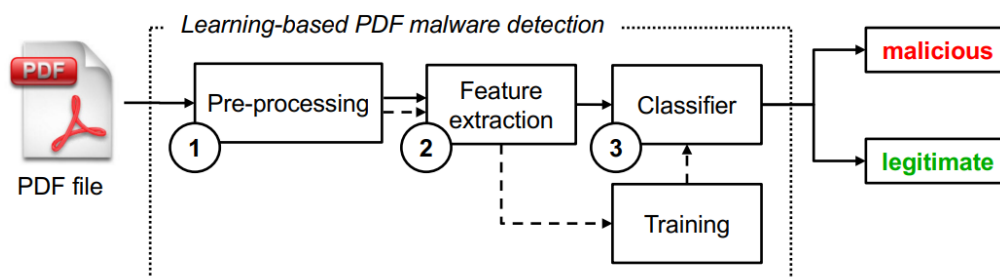 Learning-based PDF malware detection
PDF
PDF file
Pre-processing
1
Feature
extraction
2
Classifier
3
Training
malicious
legitimate